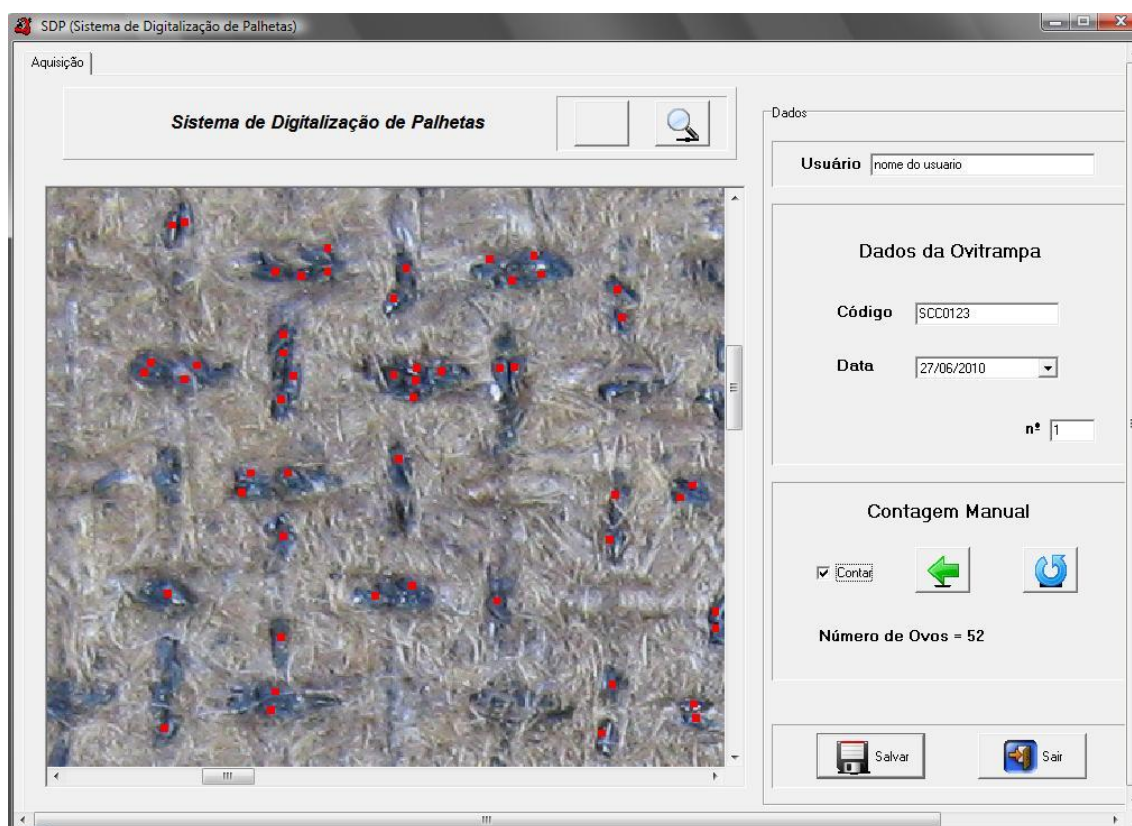 SDP (Sistema de Digitalização de Palhetas)
Aquisição
Sistema de Digitalização de Palhetas
Dados
Usuário nome do usuario
Dados da Ovitrampa
Código SCC0123
Data 27/06/2010
nº 1
Contagem Manual
Contar
Número de Ovos = 52
Salvar Sair